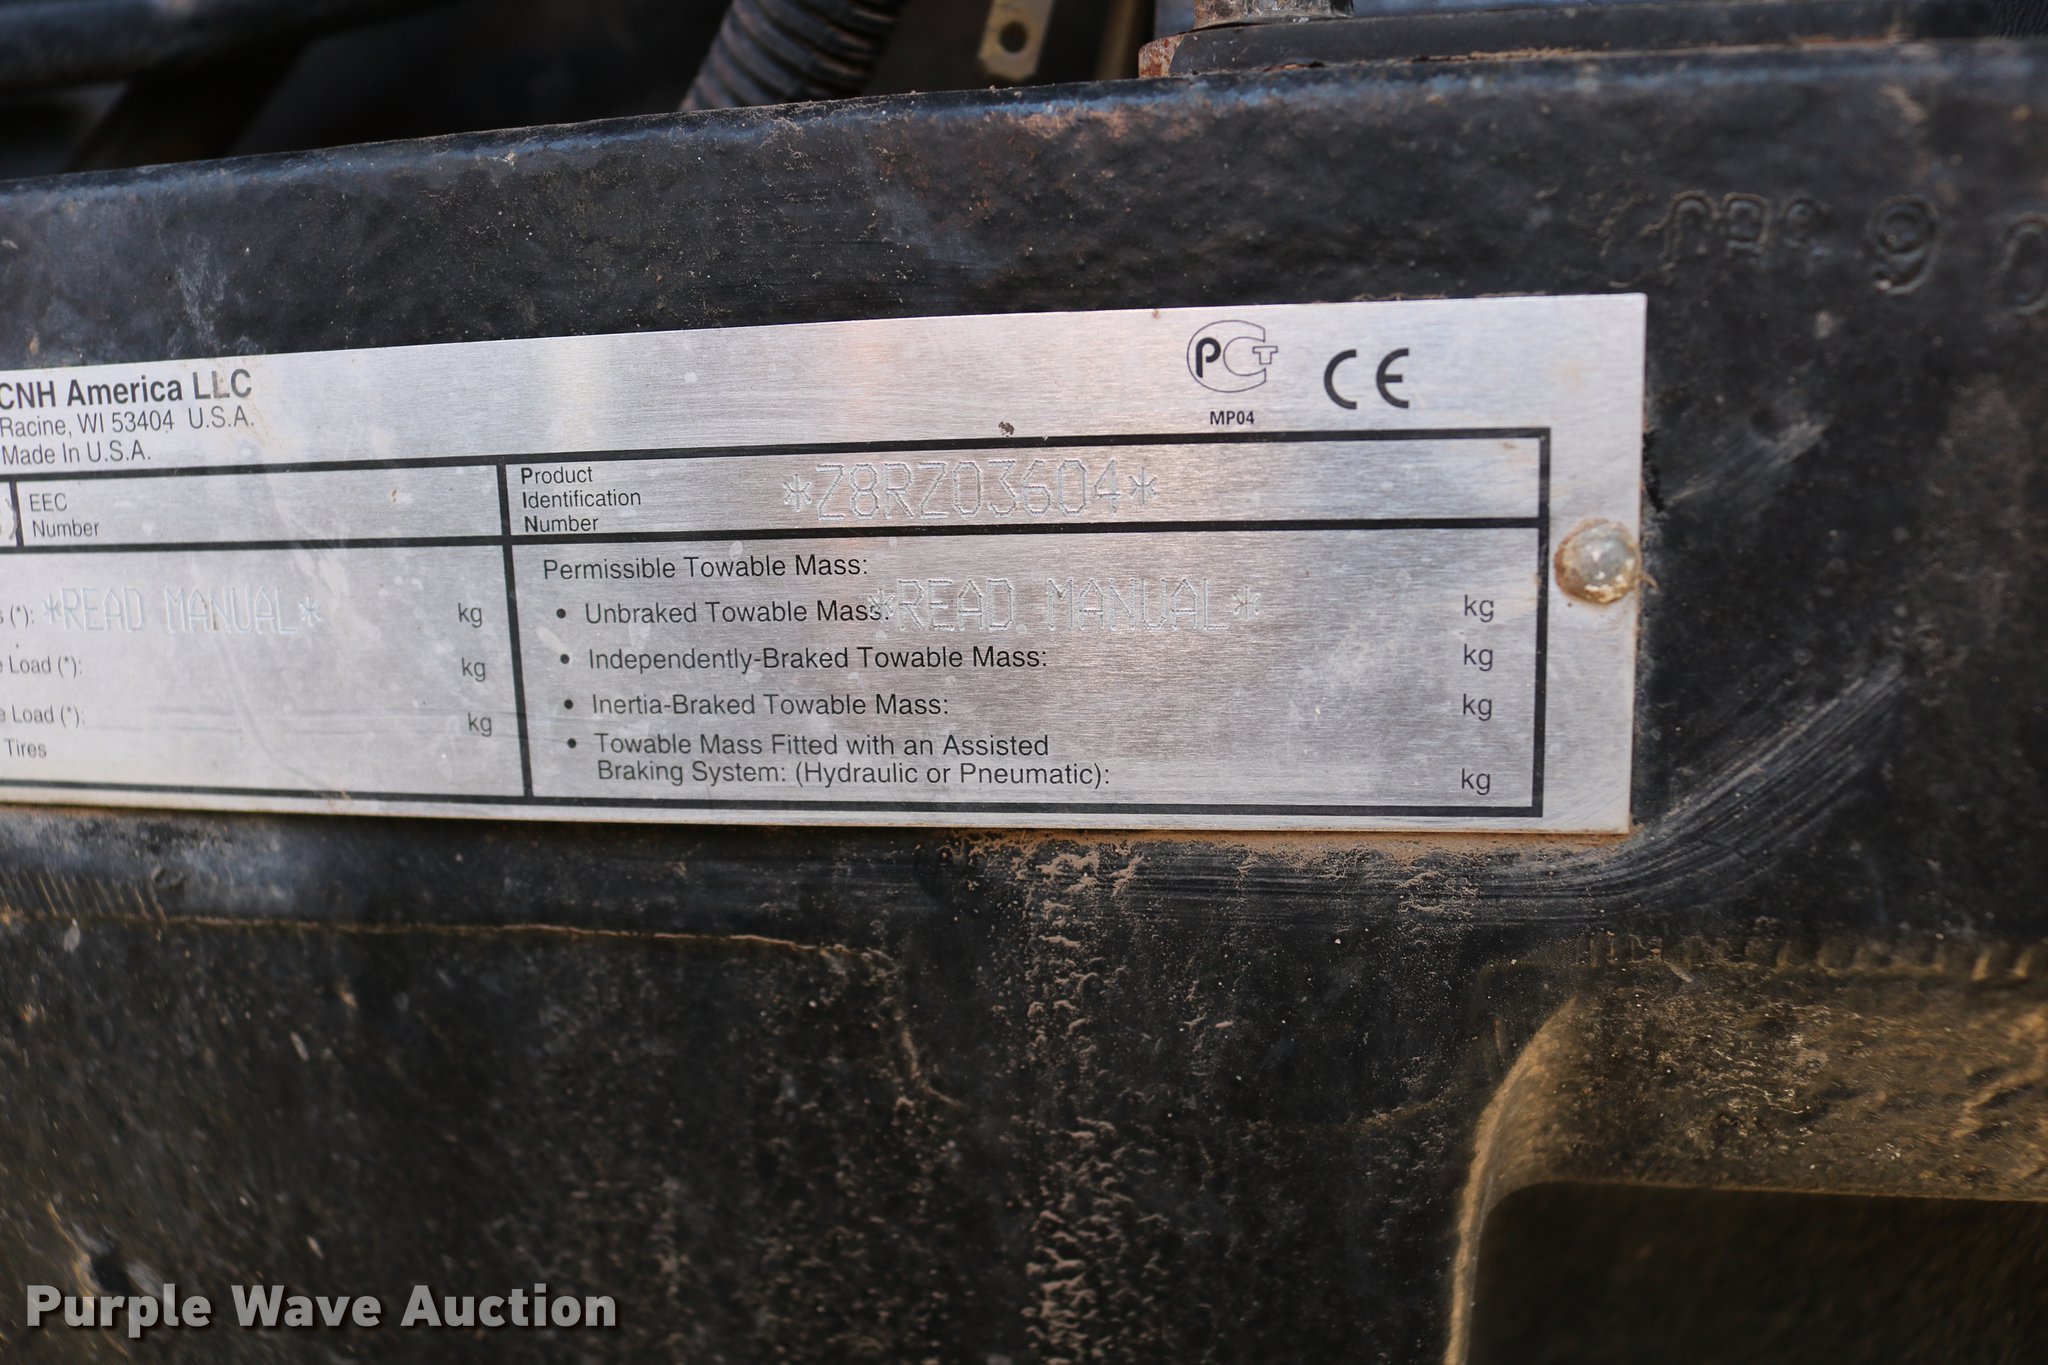 CNH America LLC
Racine, WI 53404 U.S.A.
Made In U.S.A.
PCT
MP04
CE
EEC
Number
Product
Identification
Number
*Z8RZ03604*
(*): *READ MANUAL* kg
Load (*): kg
Load (*): kg
Tires
Permissible Towable Mass:
• Unbraked Towable Mass: *READ MANUAL* kg
• Independently-Braked Towable Mass: kg
• Inertia-Braked Towable Mass: kg
• Towable Mass Fitted with an Assisted
Braking System: (Hydraulic or Pneumatic): kg
Purple Wave Auction